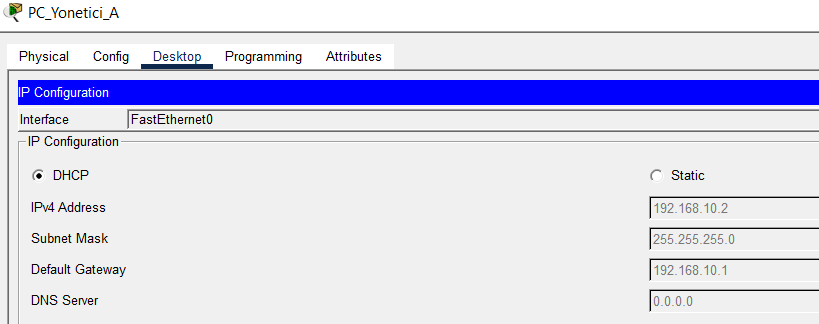 PC_Yonetici_A
Physical Config Desktop Programming Attributes
IP Configuration
Interface FastEthernet0
IP Configuration
DHCP Static
IPv4 Address 192.168.10.2
Subnet Mask 255.255.255.0
Default Gateway 192.168.10.1
DNS Server 0.0.0.0